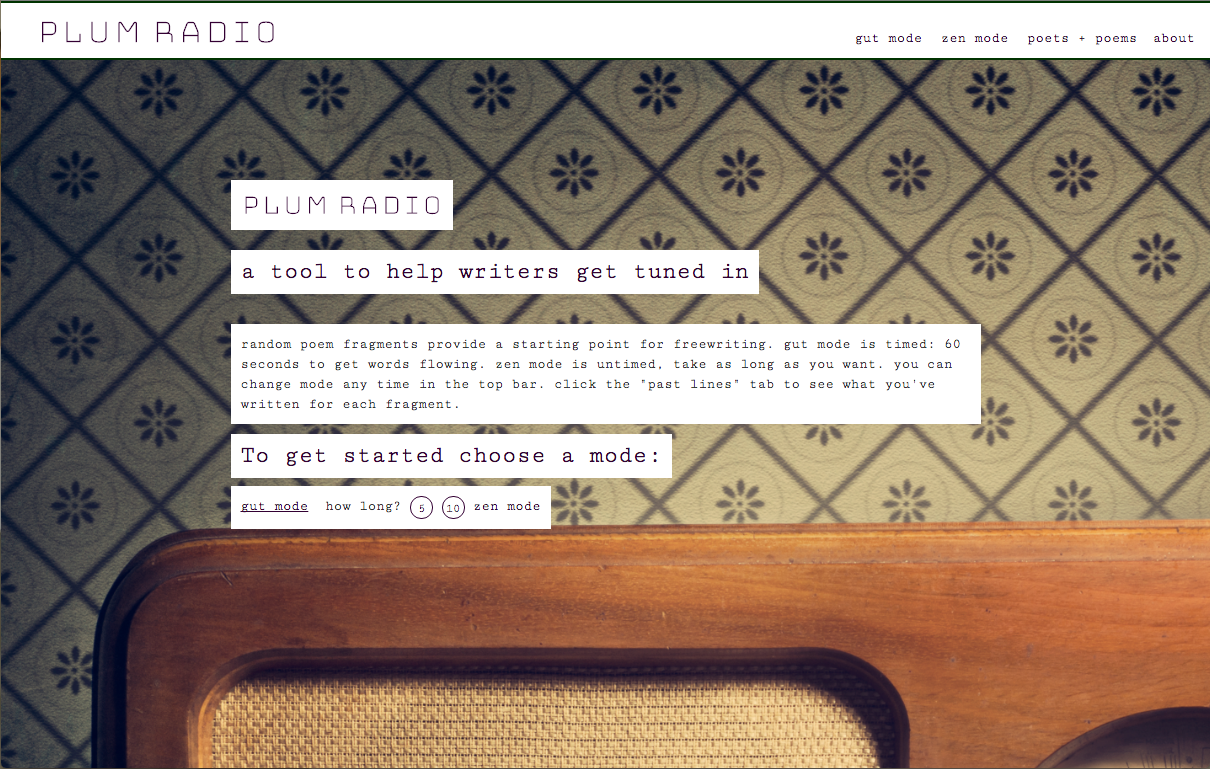 PLUM RADIO
gut mode zen mode poets + poems about
PLUM RADIO
a tool to help writers get tuned in
random poem fragments provide a starting point for freewriting. gut mode is timed: 60
seconds to get words flowing. zen mode is untimed, take as long as you want. you can
change mode any time in the top bar. click the "past lines" tab to see what you've
written for each fragment.
To get started choose a mode:
gut mode how long? 5 10 zen mode